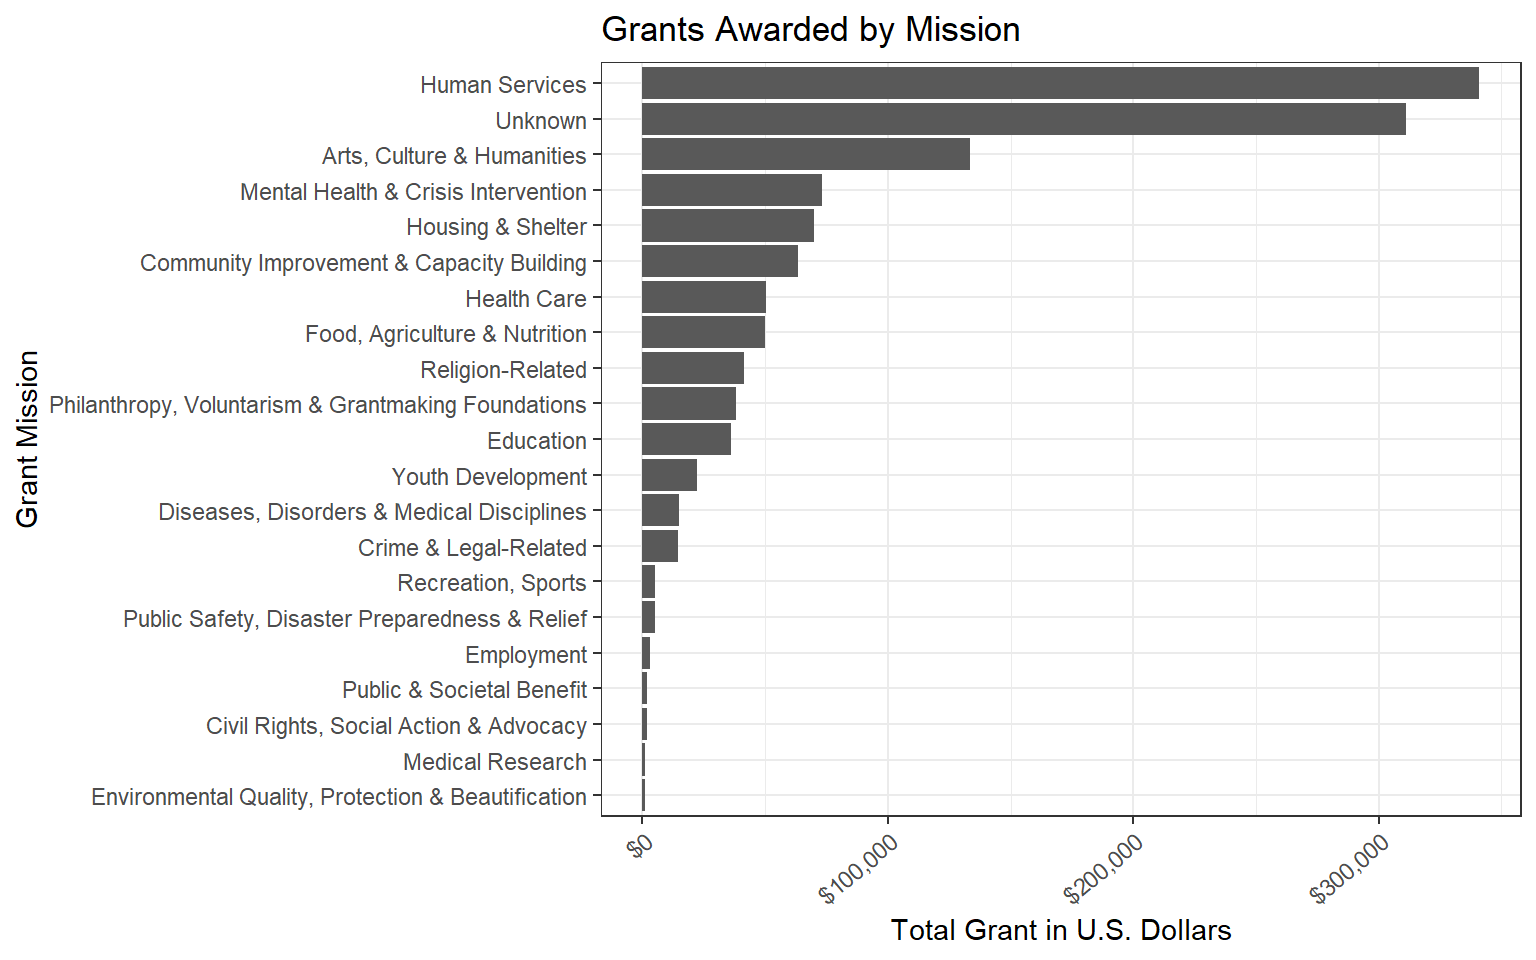 Grants Awarded by Mission
Human Services
Unknown
Arts, Culture & Humanities
Mental Health & Crisis Intervention
Housing & Shelter
Community Improvement & Capacity Building
Health Care
Food, Agriculture & Nutrition
Religion-Related
Philanthropy, Voluntarism & Grantmaking Foundations
Education
Youth Development
Diseases, Disorders & Medical Disciplines
Crime & Legal-Related
Recreation, Sports
Public Safety, Disaster Preparedness & Relief
Employment
Public & Societal Benefit
Civil Rights, Social Action & Advocacy
Medical Research
Environmental Quality, Protection & Beautification
Grant Mission
$0
$100,000
$200,000
$300,000
Total Grant in U.S. Dollars